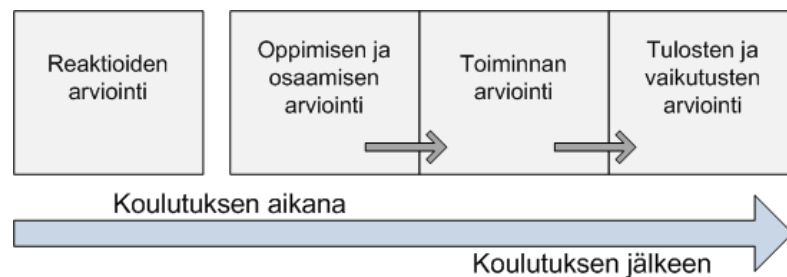 Reaktioiden
arviointi
Oppimisen ja
osaamisen
arviointi
Toiminnan
arviointi
Tulosten ja
vaikutusten
arviointi
Koulutuksen aikana
Koulutuksen jälkeen